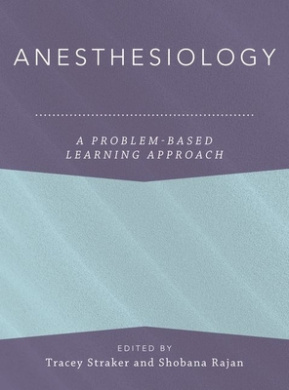 ANESTHESIOLOGY
A PROBLEM-BASED
LEARNING APPROACH
EDITED BY
Tracey Straker and Shobana Rajan